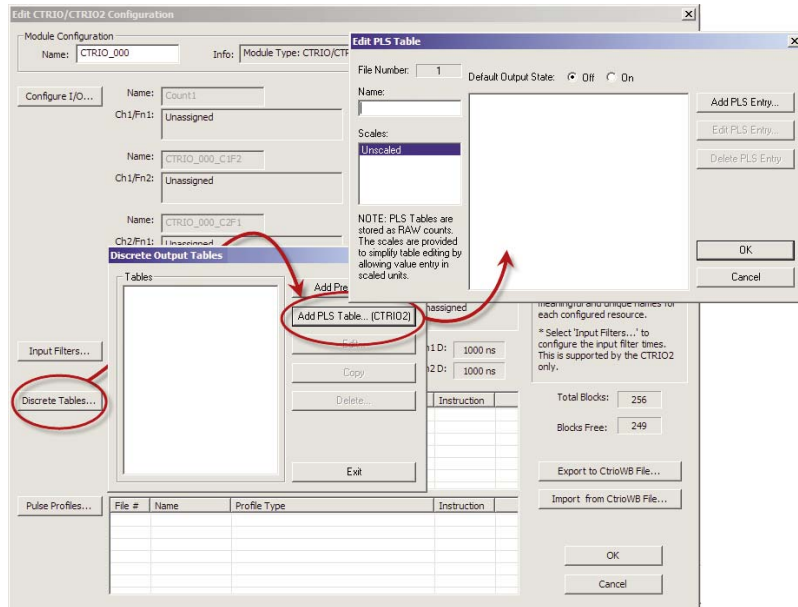 Edit CTRIO/CTRIO2 Configuration
Module Configuration
Name: CTRIO_000
Info: Module Type: CTRIO/CTR
Configure I/O...
Name: Count1
Ch1/Fn1: Unassigned
Name: CTRIO_000_C1F2
Ch1/Fn2: Unassigned
Name: CTRIO_000_C2F1
Ch2/Fn1: Unassigned
Edit PLS Table
File Number: 1
Default Output State: Off On
Name:
Scales:
Unscaled
NOTE: PLS Tables are
stored as RAW counts.
The scales are provided
to simplify table editing by
allowing value entry in
scaled units.
Add PLS Entry...
Edit PLS Entry...
Delete PLS Entry
OK
Cancel
Discrete Output Tables
Tables
Add Pre
Add PLS Table... (CTRIO2)
Edit...
Copy
Delete...
Exit
nassigned
1 D: 1000 ns
2 D: 1000 ns
meaningful and unique names for
each configured resource.
* Select 'Input Filters...' to
configure the input filter times.
This is supported by the CTRIO2
only.
Input Filters...
Discrete Tables...
Instruction
Total Blocks: 256
Blocks Free: 249
Export to CtrioWB File...
Import from CtrioWB File...
Pulse Profiles...
File # Name Profile Type Instruction
OK
Cancel